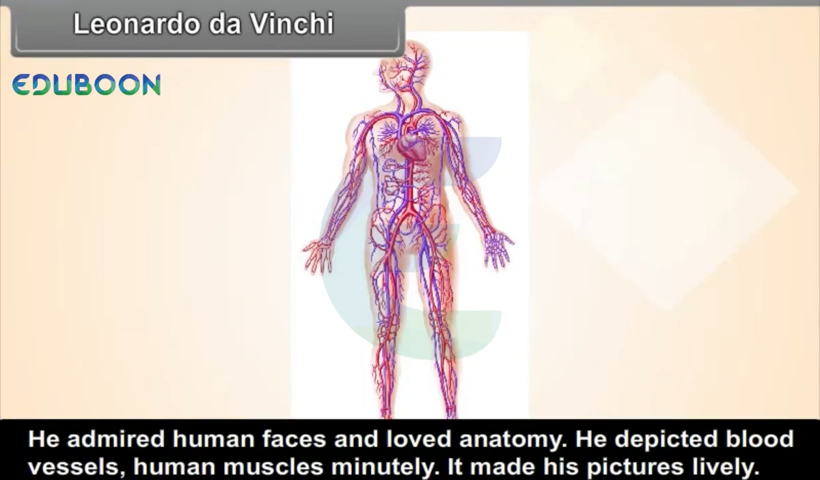 Leonardo da Vinchi
EDUBOON
He admired human faces and loved anatomy. He depicted blood
vessels, human muscles minutely. It made his pictures lively.